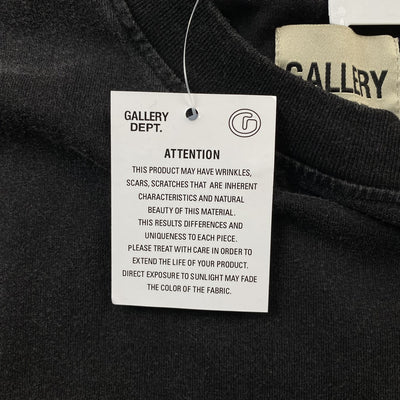 GALLERY
GALLERY
DEPT.
G
ATTENTION
THIS PRODUCT MAY HAVE WRINKLES,
SCARS, SCRATCHES THAT ARE INHERENT
CHARACTERISTICS AND NATURAL
BEAUTY OF THIS MATERIAL.
THIS RESULTS DIFFERENCES AND
UNIQUENESS TO EACH PIECE.
PLEASE TREAT WITH CARE IN ORDER TO
EXTEND THE LIFE OF YOUR PRODUCT.
DIRECT EXPOSURE TO SUNLIGHT MAY FADE
THE COLOR OF THE FABRIC.